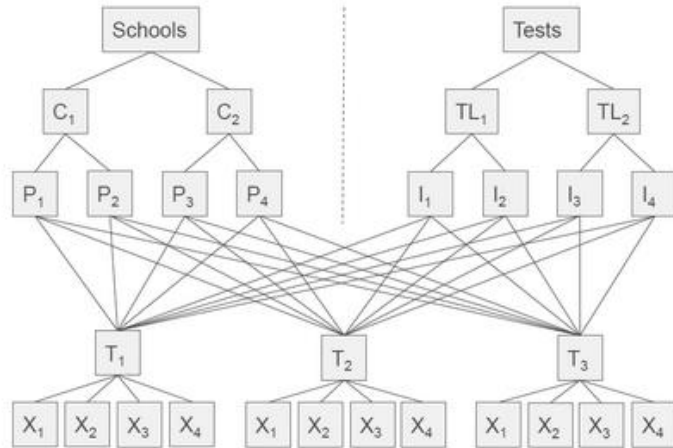 Schools Tests
C₁ C₂ TL₁ TL₂
P₁ P₂ P₃ P₄ I₁ I₂ I₃ I₄
T₁ T₂ T₃
X₁ X₂ X₃ X₄ X₁ X₂ X₃ X₄ X₁ X₂ X₃ X₄